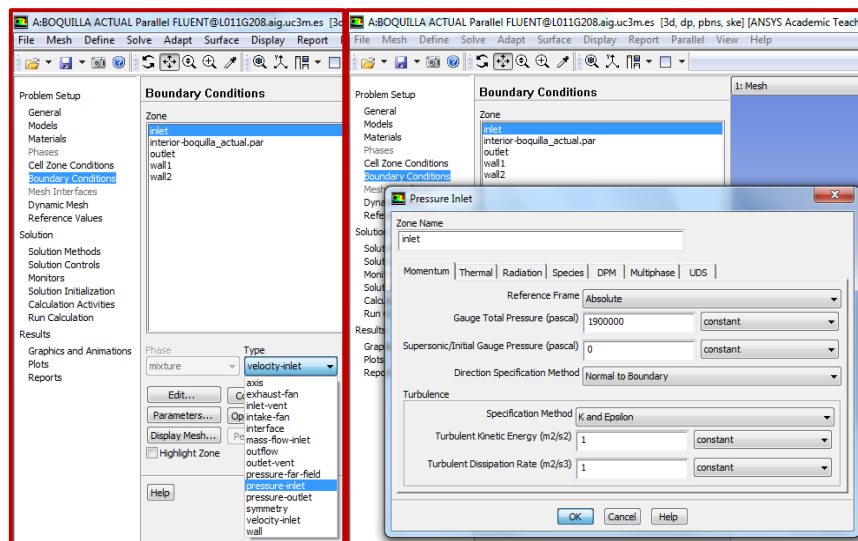 A:BOQUILLA ACTUAL Parallel FLUENT@L011G208.aig.uc3m.es [3d
File Mesh Define Solve Adapt Surface Display Report
Problem Setup
General
Models
Materials
Phases
Cell Zone Conditions
Boundary Conditions
Mesh Interfaces
Dynamic Mesh
Reference Values
Solution
Solution Methods
Solution Controls
Monitors
Solution Initialization
Calculation Activities
Run Calculation
Results
Graphics and Animations
Plots
Reports
Boundary Conditions
Zone
inlet
interior-boquilla_actual.par
outlet
wall1
wall2
Phase
mixture
Type
velocity-inlet
axis
exhaust-fan
inlet-vent
intake-fan
interface
mass-flow-inlet
outflow
outlet-vent
pressure-far-field
pressure-inlet
pressure-outlet
symmetry
velocity-inlet
wall
Edit...
Parameters...
Display Mesh...
Highlight Zone
Help
A:BOQUILLA ACTUAL Parallel FLUENT@L011G208.aig.uc3m.es [3d, dp, pbns, ske] [ANSYS Academic Teach
File Mesh Define Solve Adapt Surface Display Report Parallel View Help
Problem Setup
General
Models
Materials
Phases
Cell Zone Conditions
Boundary Conditions
Boundary Conditions
Zone
inlet
interior-boquilla_actual.par
outlet
wall1
wall2
1: Mesh
Pressure Inlet
Zone Name
inlet
Momentum Thermal Radiation Species DPM Multiphase UDS
Reference Frame Absolute
Gauge Total Pressure (pascal) 1900000 constant
Supersonic/Initial Gauge Pressure (pascal) 0 constant
Direction Specification Method Normal to Boundary
Turbulence
Specification Method K and Epsilon
Turbulent Kinetic Energy (m2/s2) 1 constant
Turbulent Dissipation Rate (m2/s3) 1 constant
OK Cancel Help